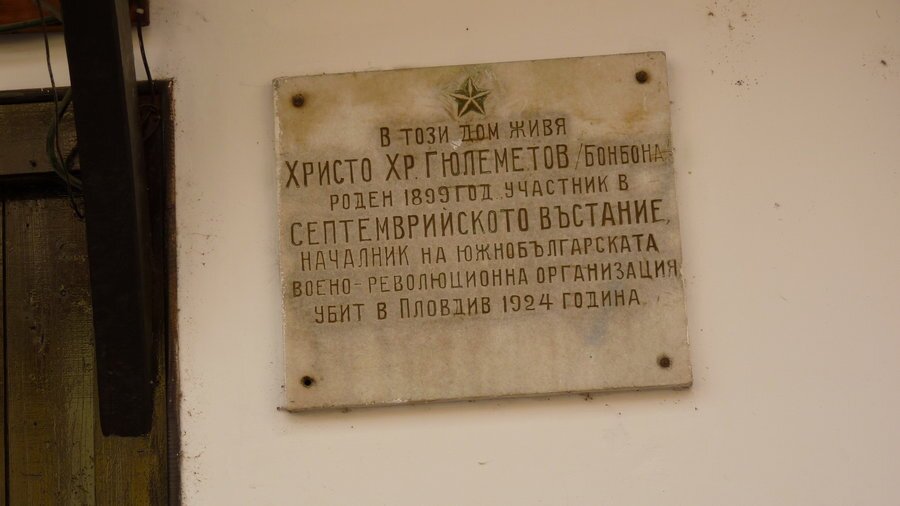 В ТОЗИ ДОМ ЖИВЯ
ХРИСТО ХР. ГЮЛЕМЕТОВ /БОНБОНА
РОДЕН 1899 ГОД. УЧАСТНИК В
СЕПТЕМВРИЙСКОТО ВЪСТАНИЕ,
НАЧАЛНИК НА ЮЖНОБЪЛГАРСКАТА
ВОЕНО-РЕВОЛЮЦИОННА ОРГАНИЗАЦИЯ
УБИТ В ПЛОВДИВ 1924 ГОДИНА.